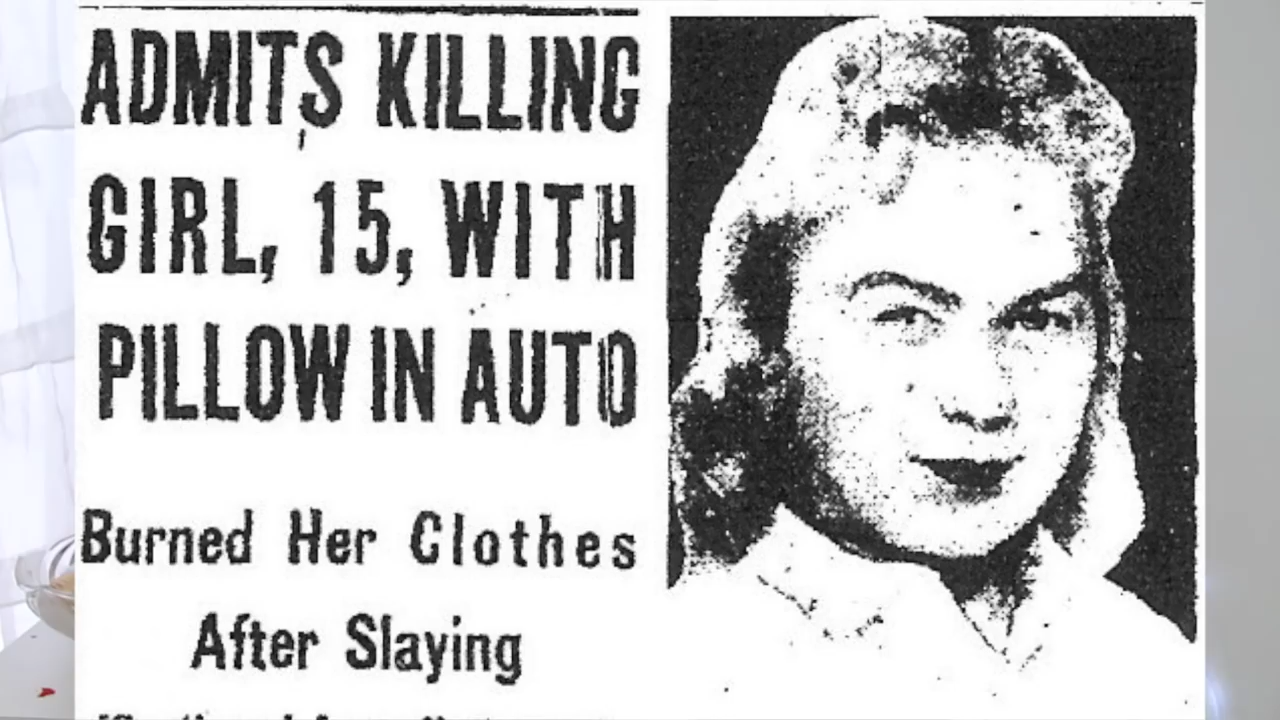 ADMITS KILLING
GIRL, 15, WITH
PILLOW IN AUTO
Burned Her Clothes
After Slaying